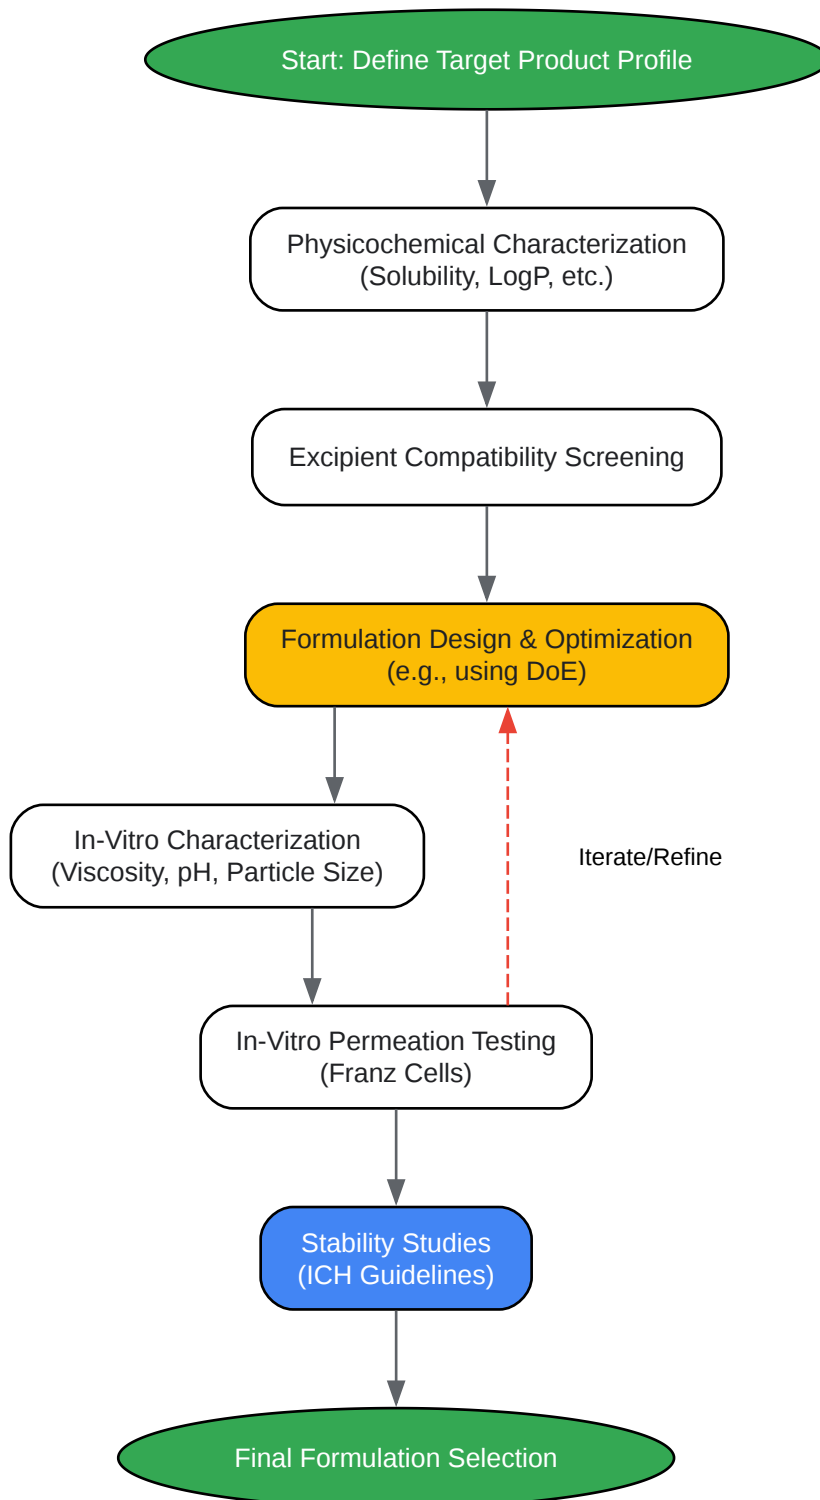 Start: Define Target Product Profile
Physicochemical Characterization
(Solubility, LogP, etc.)
Excipient Compatibility Screening
Formulation Design & Optimization
(e.g., using DoE)
In-Vitro Characterization
(Viscosity, pH, Particle Size)
Iterate/Refine
In-Vitro Permeation Testing
(Franz Cells)
Stability Studies
(ICH Guidelines)
Final Formulation Selection